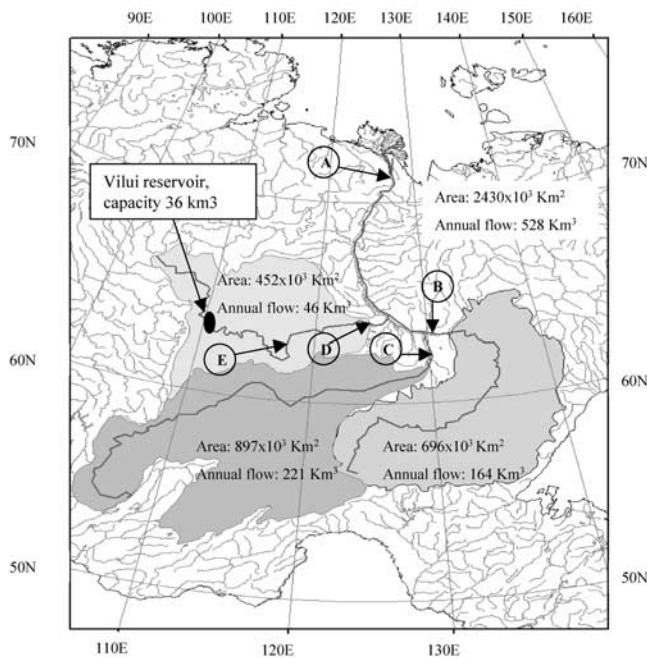 90E 100E 110E 120E 130E 140E 150E 160E
70N
70N
A
Vilui reservoir,
capacity 36 km3
Area: 2430x10³ Km²
Annual flow: 528 Km³
B
Area: 452x10³ Km²
Annual flow: 46 Km³
60N
E
D
C
60N
Area: 897x10³ Km²
Annual flow: 221 Km³
Area: 696x10³ Km²
Annual flow: 164 Km³
50N
50N
110E 120E 130E